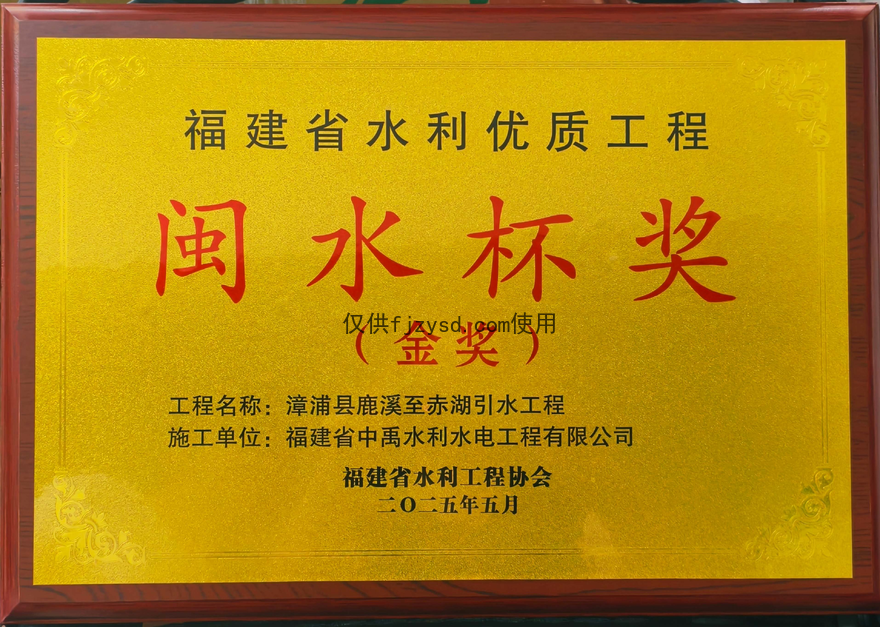 福建省水利优质工程
闽水杯奖
仅供fjzysd.com使用
（金奖）
工程名称：漳浦县鹿溪至赤湖引水工程
施工单位：福建省中禹水利水电工程有限公司
福建省水利工程协会
二〇二五年五月